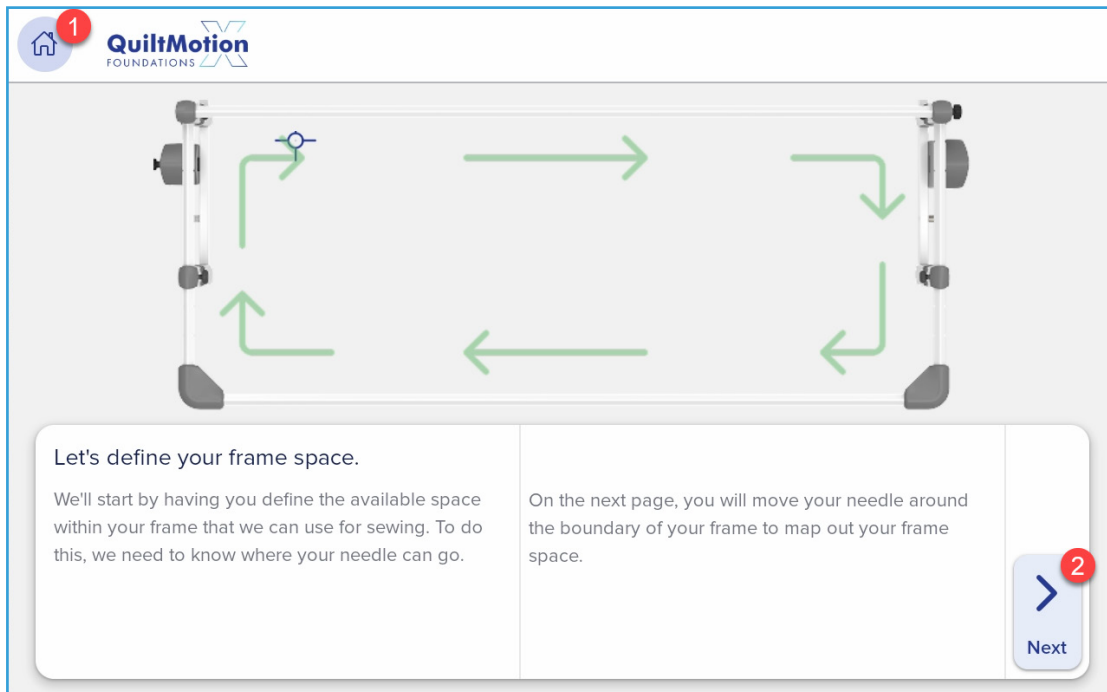 1
QuiltMotion
FOUNDATIONS
Let's define your frame space.
We'll start by having you define the available space
within your frame that we can use for sewing. To do
this, we need to know where your needle can go.
On the next page, you will move your needle around
the boundary of your frame to map out your frame
space.
2
Next